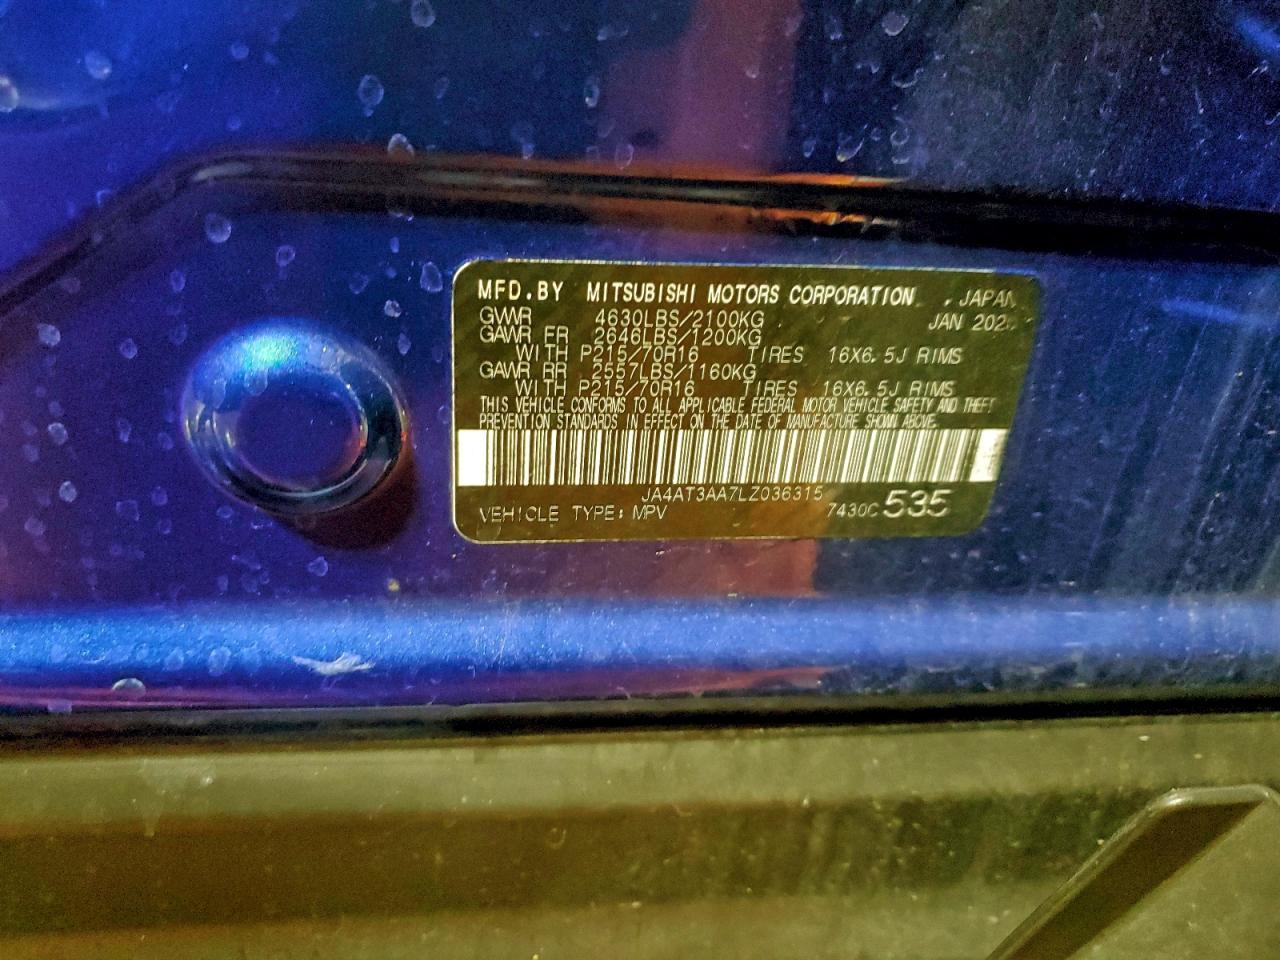 MFD.BY MITSUBISHI MOTORS CORPORATION , JAPAN
GVWR 4630LBS/2100KG JAN
GAWR FR 2646LBS/1200KG
WITH P215/70R16 TIRES 16X6.5J RIMS
GAWR RR 2557LBS/1160KG
WITH P215/70R16 TIRES 16X6.5J RIMS
THIS VEHICLE CONFORMS TO ALL APPLICABLE FEDERAL MOTOR VEHICLE SAFETY AND THEFT
PREVENTION STANDARDS IN EFFECT ON THE DATE OF MANUFACTURE SHOWN ABOVE.
JA4AT3AA7LZ036315
VEHICLE TYPE: MPV 7430C 535